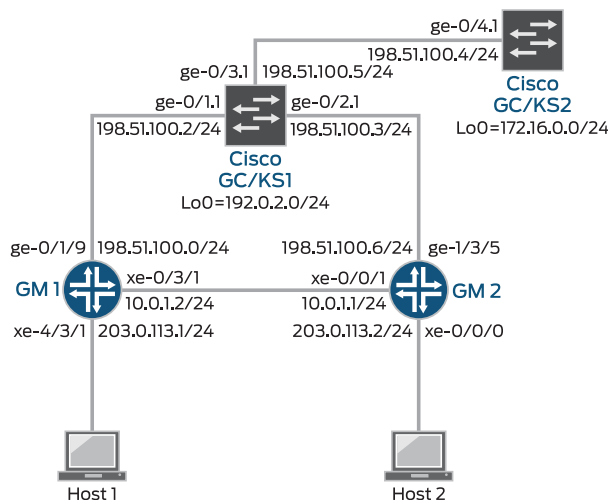 ge-0/4.1
198.51.100.4/24
Cisco
GC/KS2
Lo0=172.16.0.0/24
ge-0/3.1
198.51.100.5/24
ge-0/1.1
ge-0/2.1
198.51.100.2/24
198.51.100.3/24
Cisco
GC/KS1
Lo0=192.0.2.0/24
ge-0/1/9
198.51.100.0/24
198.51.100.6/24
ge-1/3/5
GM 1
xe-0/3/1
xe-0/0/1
GM 2
10.0.1.2/24
10.0.1.1/24
xe-4/3/1
203.0.113.1/24
203.0.113.2/24
xe-0/0/0
Host 1
Host 2